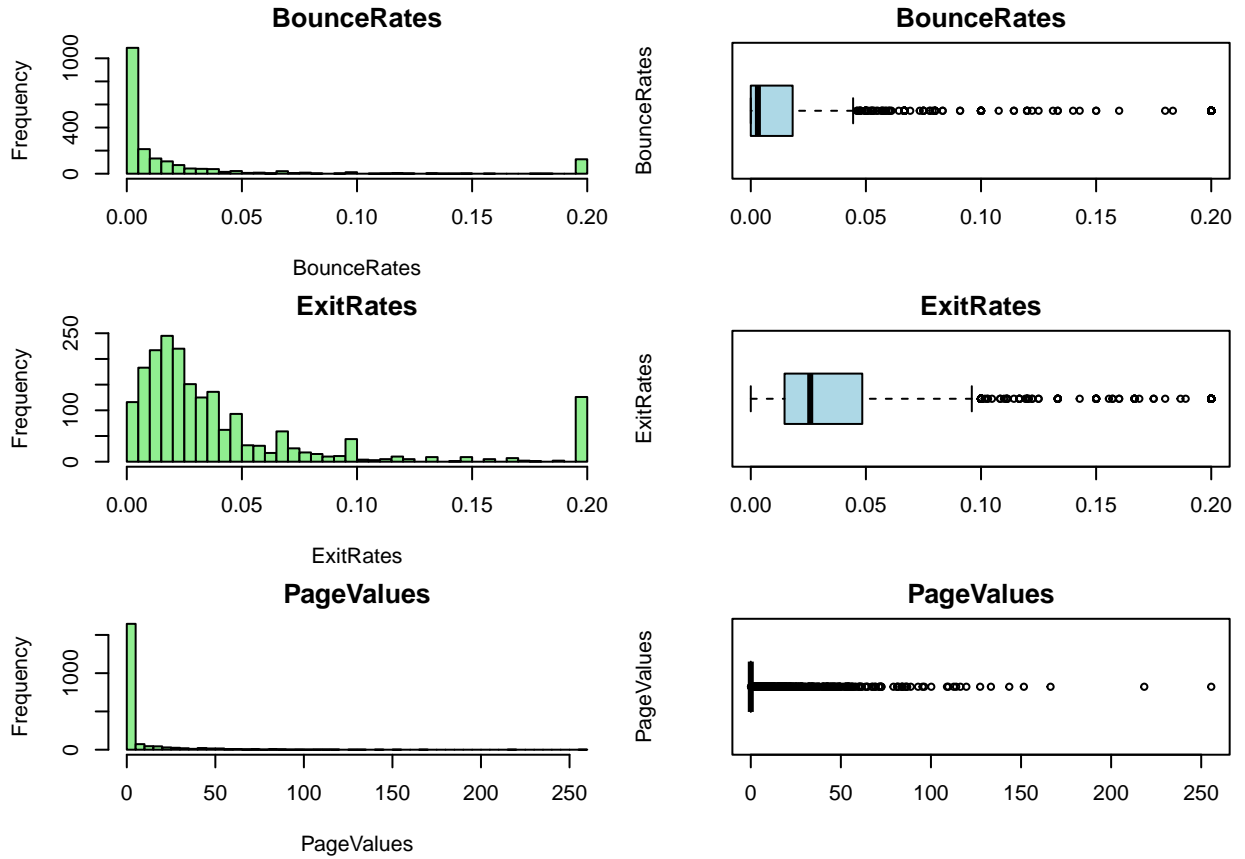 BounceRates
Frequency
0 400 1000
0.00 0.05 0.10 0.15 0.20
BounceRates
BounceRates
BounceRates
0.00 0.05 0.10 0.15 0.20
ExitRates
Frequency
0 100 250
0.00 0.05 0.10 0.15 0.20
ExitRates
ExitRates
ExitRates
0.00 0.05 0.10 0.15 0.20
PageValues
Frequency
0 1000
0 50 100 150 200 250
PageValues
PageValues
PageValues
0 50 100 150 200 250